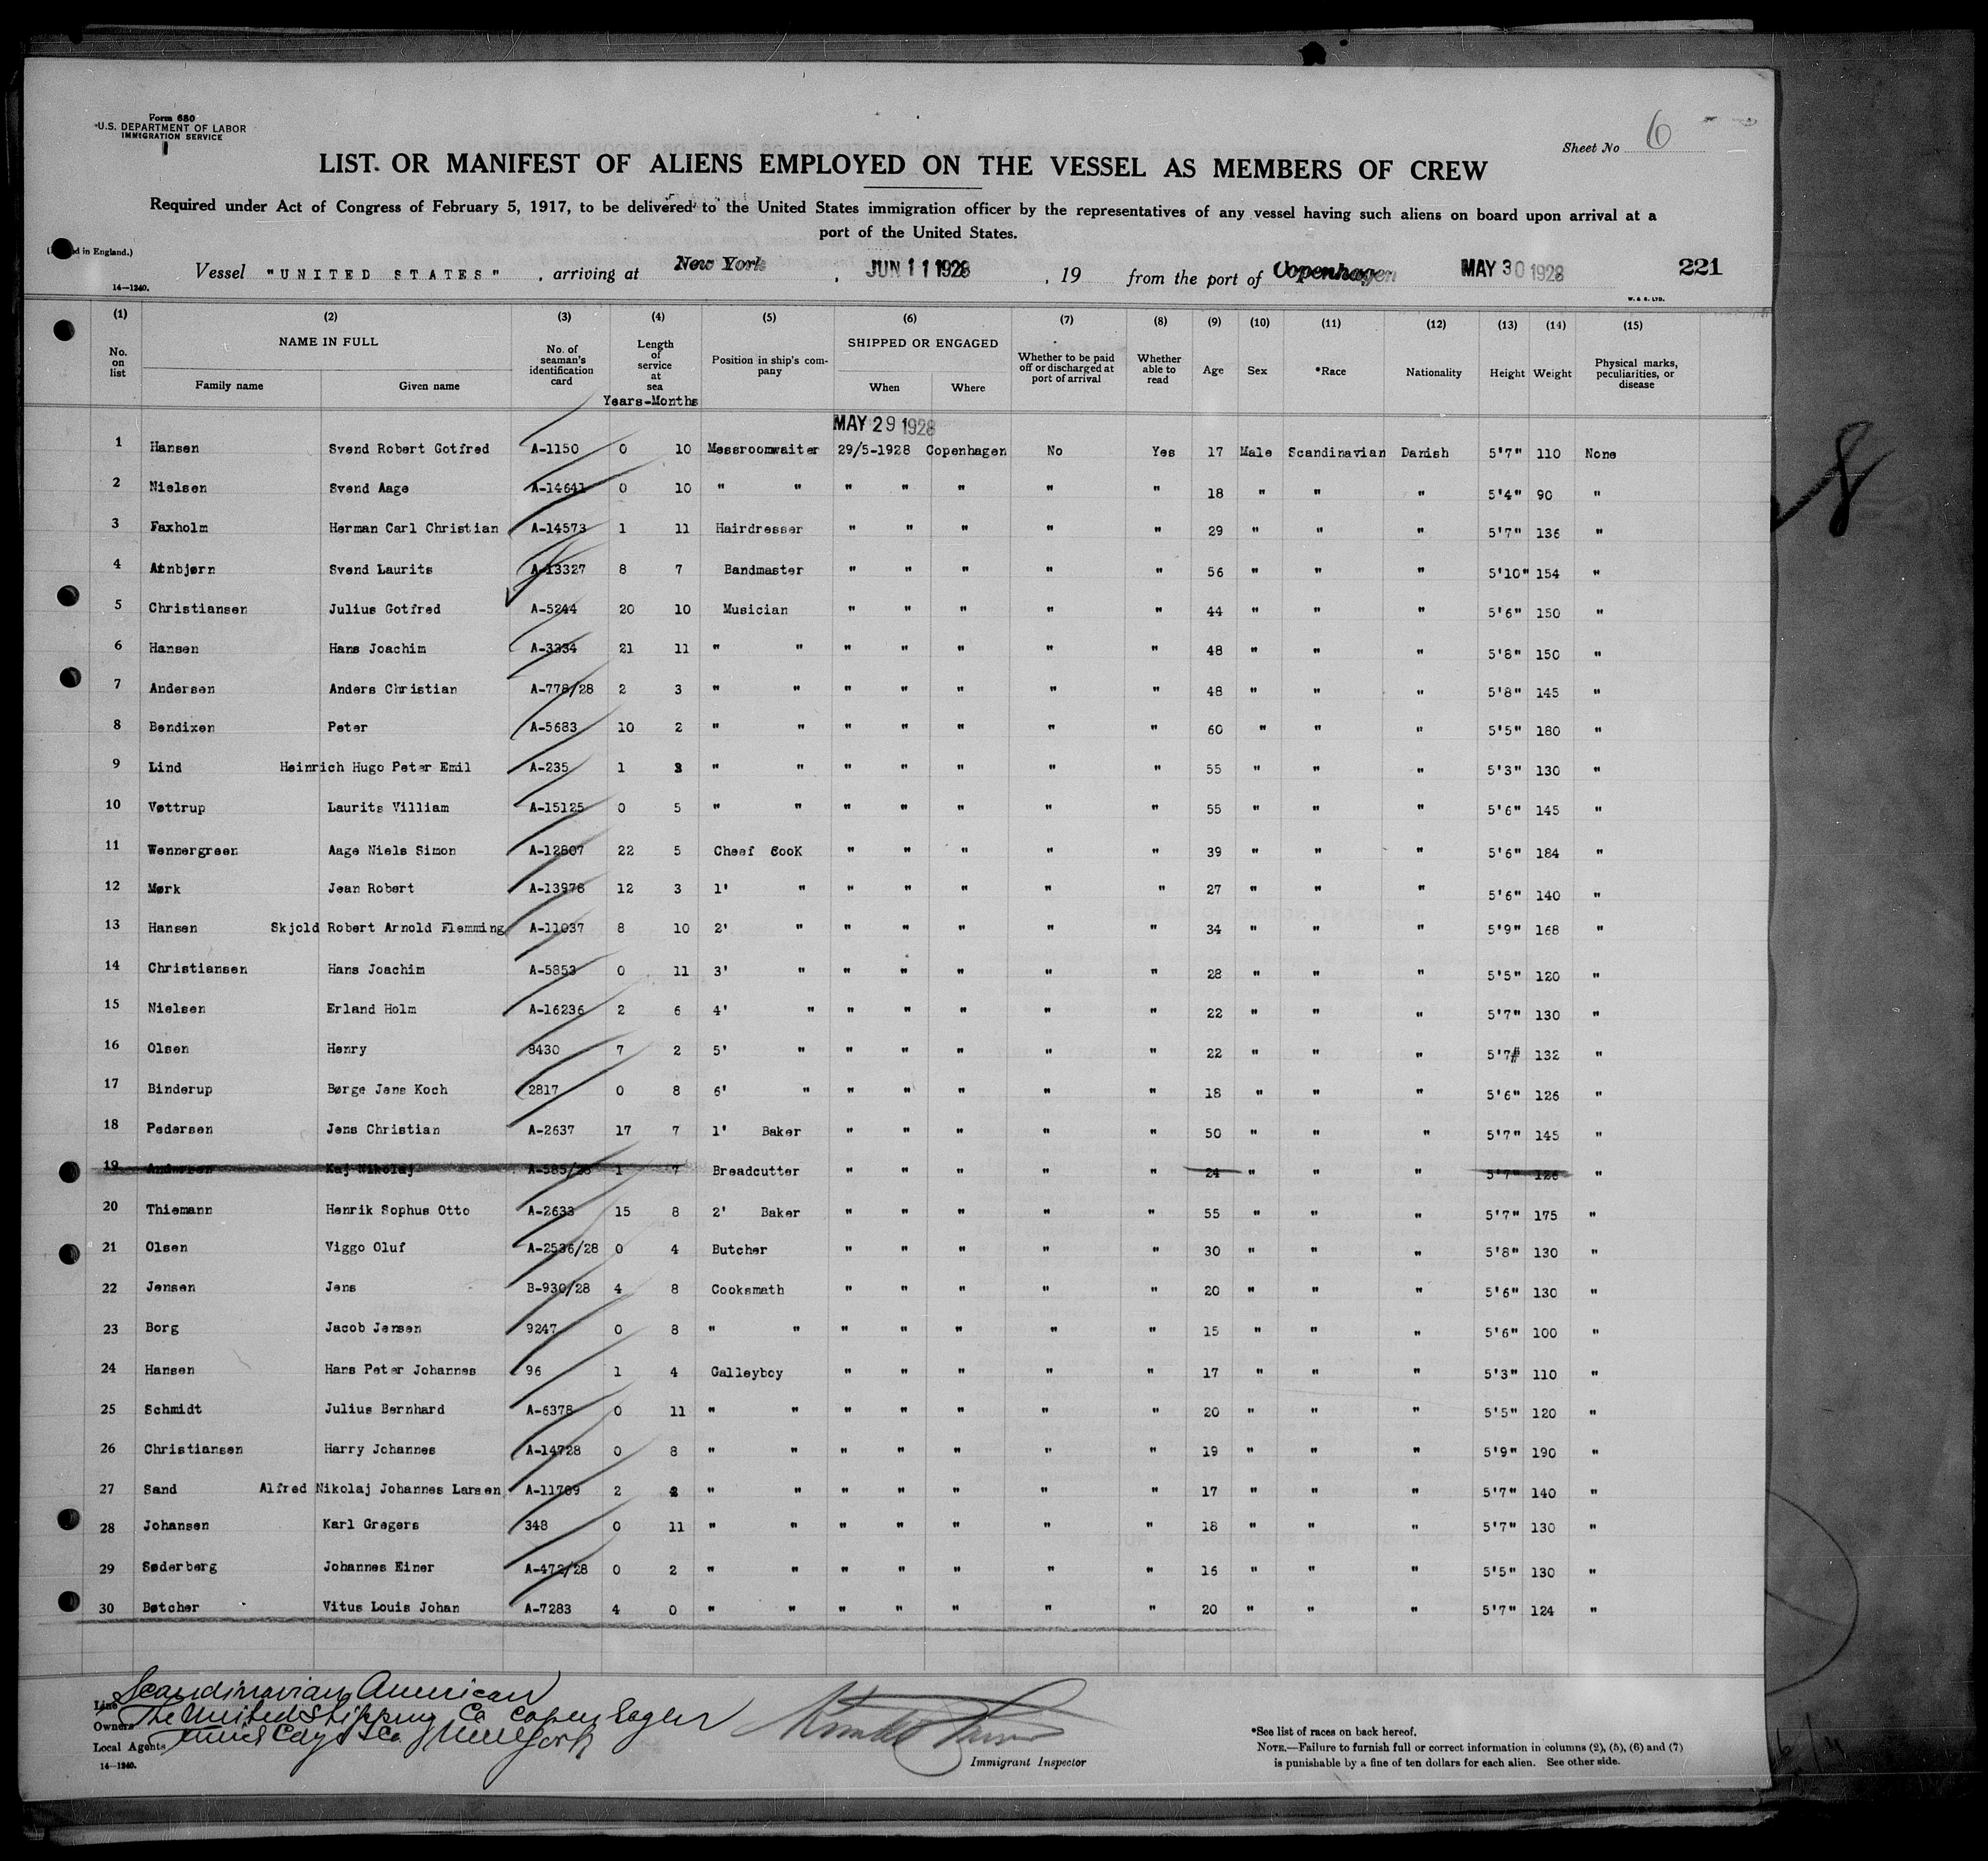 Form 680
U.S. DEPARTMENT OF LABOR
IMMIGRATION SERVICE
Sheet No 6
LIST. OR MANIFEST OF ALIENS EMPLOYED ON THE VESSEL AS MEMBERS OF CREW
Required under Act of Congress of February 5, 1917, to be delivered to the United States immigration officer by the representatives of any vessel having such aliens on board upon arrival at a
port of the United States.
in England.)
Vessel "UNITED STATES", arriving at New York, JUN 11 1928, 19 from the port of Copenhagen MAY 30 1928 221
14—1240. W. & S. LTD.
(1) (2) (3) (4) (5) (6) (7) (8) (9) (10) (11) (12) (13) (14) (15)
No. on list NAME IN FULL Family name Given name No. of seaman's identification card Length of service at sea Years-Months Position in ship's company SHIPPED OR ENGAGED When Where Whether to be paid off or discharged at port of arrival Whether able to read Age Sex *Race Nationality Height Weight Physical marks, peculiarities, or disease
MAY 29 1928
1 Hansen Svend Robert Gotfred A-1150 0 10 Messroomwaiter 29/5-1928 Copenhagen No Yes 17 Male Scandinavian Danish 5'7" 110 None
2 Nielsen Svend Aage A-14641 0 10 " " " " " " " 18 " " " 5'4" 90 "
3 Faxholm Herman Carl Christian A-14573 1 11 Hairdresser " " " " " 29 " " " 5'7" 136 "
4 Arnbjørn Svend Laurits A-13327 8 7 Bandmaster " " " " " 56 " " " 5'10" 154 "
5 Christiansen Julius Gotfred A-5244 20 10 Musician " " " " " 44 " " " 5'6" 150 "
6 Hansen Hans Joachim A-3334 21 11 " " " " " " " 48 " " " 5'8" 150 "
7 Andersen Anders Christian A-778/28 2 3 " " " " " " " 48 " " " 5'8" 145 "
8 Bendixen Peter A-5683 10 2 " " " " " " " 60 " " " 5'5" 180 "
9 Lind Heinrich Hugo Peter Emil A-235 1 " " " " " " " 55 " " " 5'3" 130 "
10 Vøttrup Laurits Villiam A-15125 0 5 " " " " " " " 55 " " " 5'6" 145 "
11 Wennergreen Aage Niels Simon A-12807 22 5 Cheef Cook " " " " " 39 " " " 5'6" 184 "
12 Mørk Jean Robert A-13978 12 3 1' " " " " " " 27 " " " 5'6" 140 "
13 Hansen Skjold Robert Arnold Flemming A-11037 8 10 2' " " " " " " 34 " " " 5'9" 168 "
14 Christiansen Hans Joachim A-5853 0 11 3' " " " " " " 28 " " " 5'5" 120 "
15 Nielsen Erland Holm A-16236 2 6 4' " " " " " " 22 " " " 5'7" 130 "
16 Olsen Henry 8430 7 2 5' " " " " " " 22 " " " 5'7" 132 "
17 Binderup Børge Jens Koch 2817 0 8 6' " " " " " " 18 " " " 5'6" 126 "
18 Pedersen Jens Christian A-2637 17 7 1' Baker " " " " " 50 " " " 5'7" 145 "
19 Andersen Kaj Nikolaj A-585/28 1 7 Breadcutter " " " " " 24 " " " 5'7" 126 "
20 Thiemann Henrik Sophus Otto A-2633 15 8 2' Baker " " " " " 55 " " " 5'7" 175 "
21 Olsen Viggo Oluf A-2536/28 0 4 Butcher " " " " " 30 " " " 5'8" 130 "
22 Jensen Jens B-930/28 4 8 Cooksmath " " " " " 20 " " " 5'6" 130 "
23 Borg Jacob Jensen 9247 0 8 " " " " " " " 15 " " " 5'6" 100 "
24 Hansen Hans Peter Johannes 96 1 4 Galleyboy " " " " " 17 " " " 5'3" 110 "
25 Schmidt Julius Bernhard A-6378 0 11 " " " " " " " 20 " " " 5'5" 120 "
26 Christiansen Harry Johannes A-14728 0 8 " " " " " " " 19 " " " 5'9" 190 "
27 Sand Alfred Nikolaj Johannes Larsen A-11789 2 " " " " " " " 17 " " " 5'7" 140 "
28 Johansen Karl Gregers 348 0 11 " " " " " " " 18 " " " 5'7" 130 "
29 Søderberg Johannes Einer A-472/28 0 2 " " " " " " " 16 " " " 5'5" 130 "
30 Bøtcher Vitus Louis Johan A-7283 4 0 " " " " " " " 20 " " " 5'7" 124 "
Line Scandinavian American
Owners The United Shipping Co Copenhagen
Local Agents & Co. New York
14—1240.
Immigrant Inspector
*See list of races on back hereof.
NOTE.—Failure to furnish full or correct information in columns (2), (5), (6) and (7)
is punishable by a fine of ten dollars for each alien. See other side.